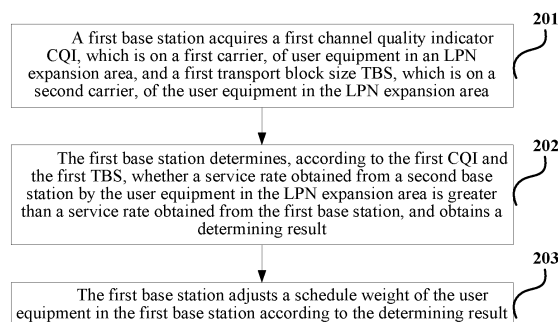 201
A first base station acquires a first channel quality indicator
CQI, which is on a first carrier, of user equipment in an LPN
expansion area, and a first transport block size TBS, which is on a
second carrier, of the user equipment in the LPN expansion area
202
The first base station determines, according to the first CQI and
the first TBS, whether a service rate obtained from a second base
station by the user equipment in the LPN expansion area is greater
than a service rate obtained from the first base station, and obtains a
determining result
203
The first base station adjusts a schedule weight of the user
equipment in the first base station according to the determining result